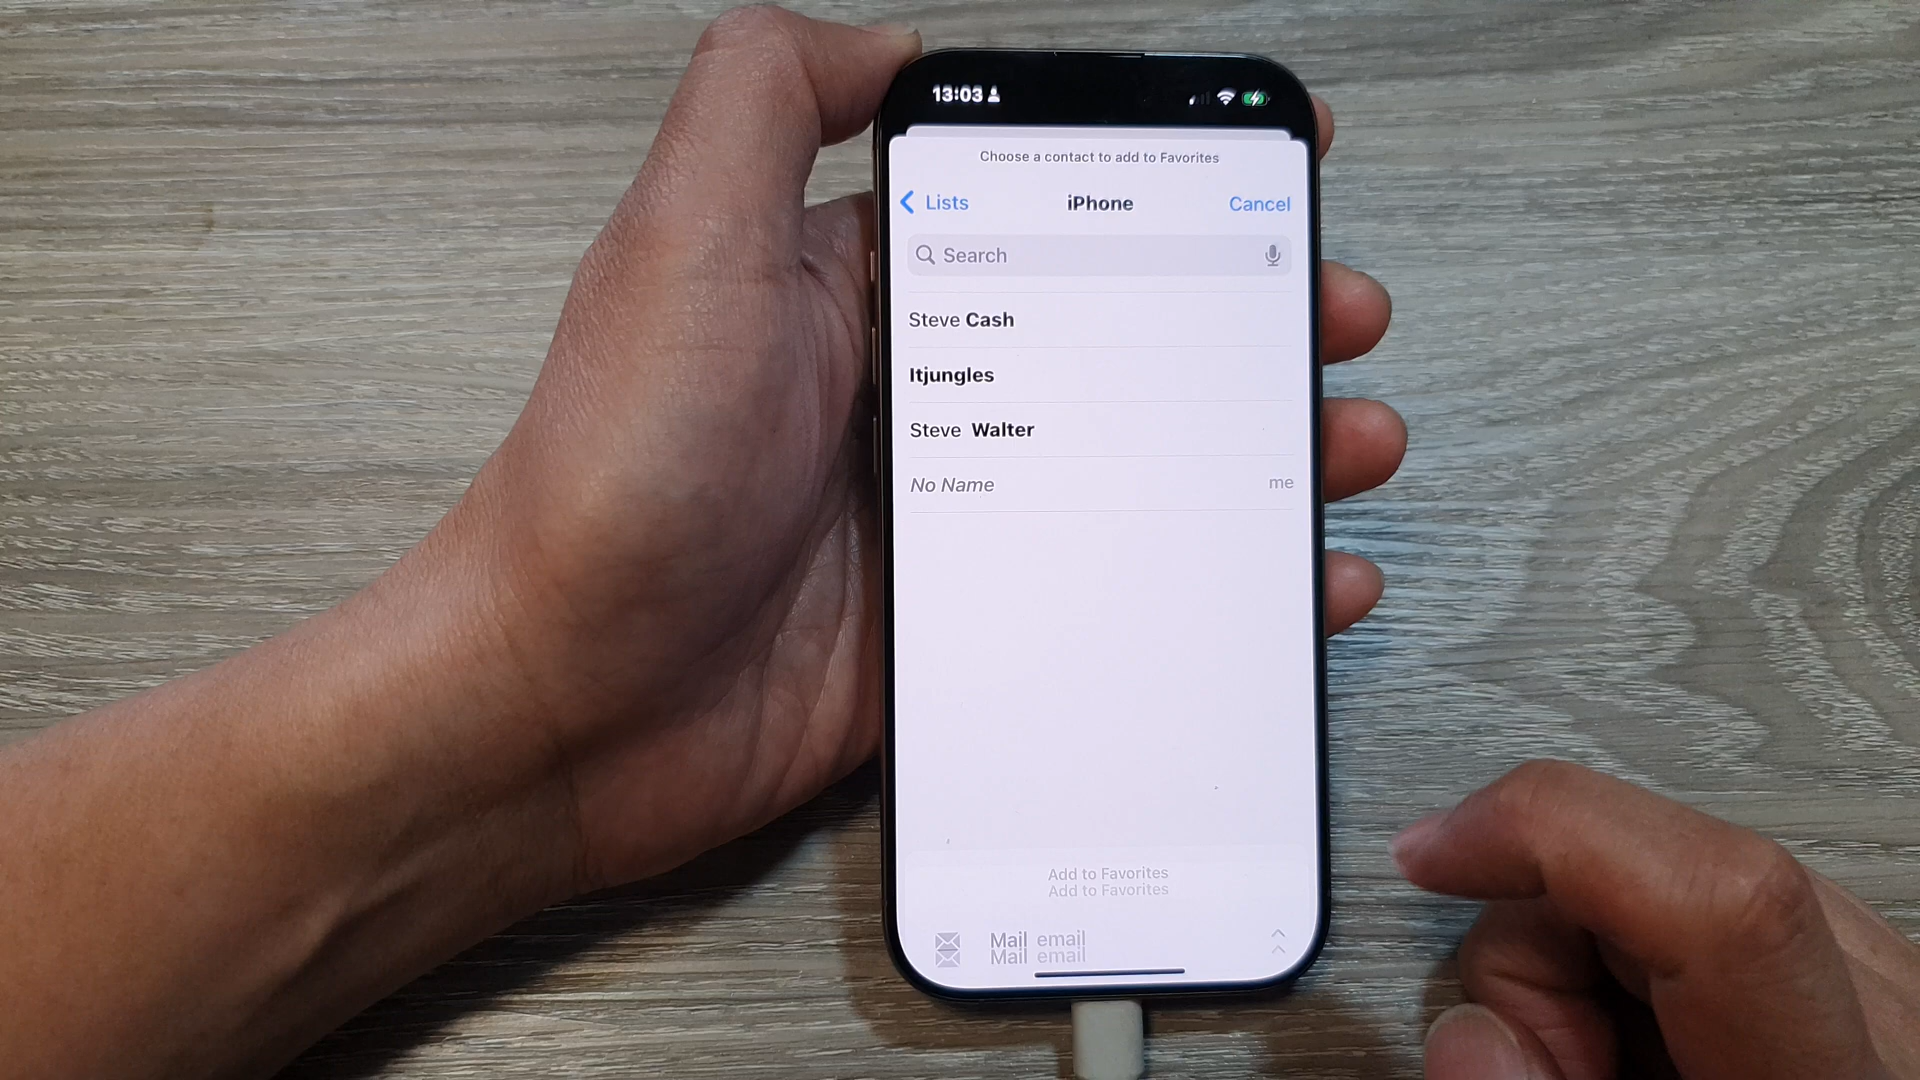 13:03
Choose a contact to add to Favorites
Lists iPhone Cancel
Search
Steve Cash
Itjungles
Steve Walter
No Name me
Add to Favorites
Add to Favorites
Mail email
Mail email